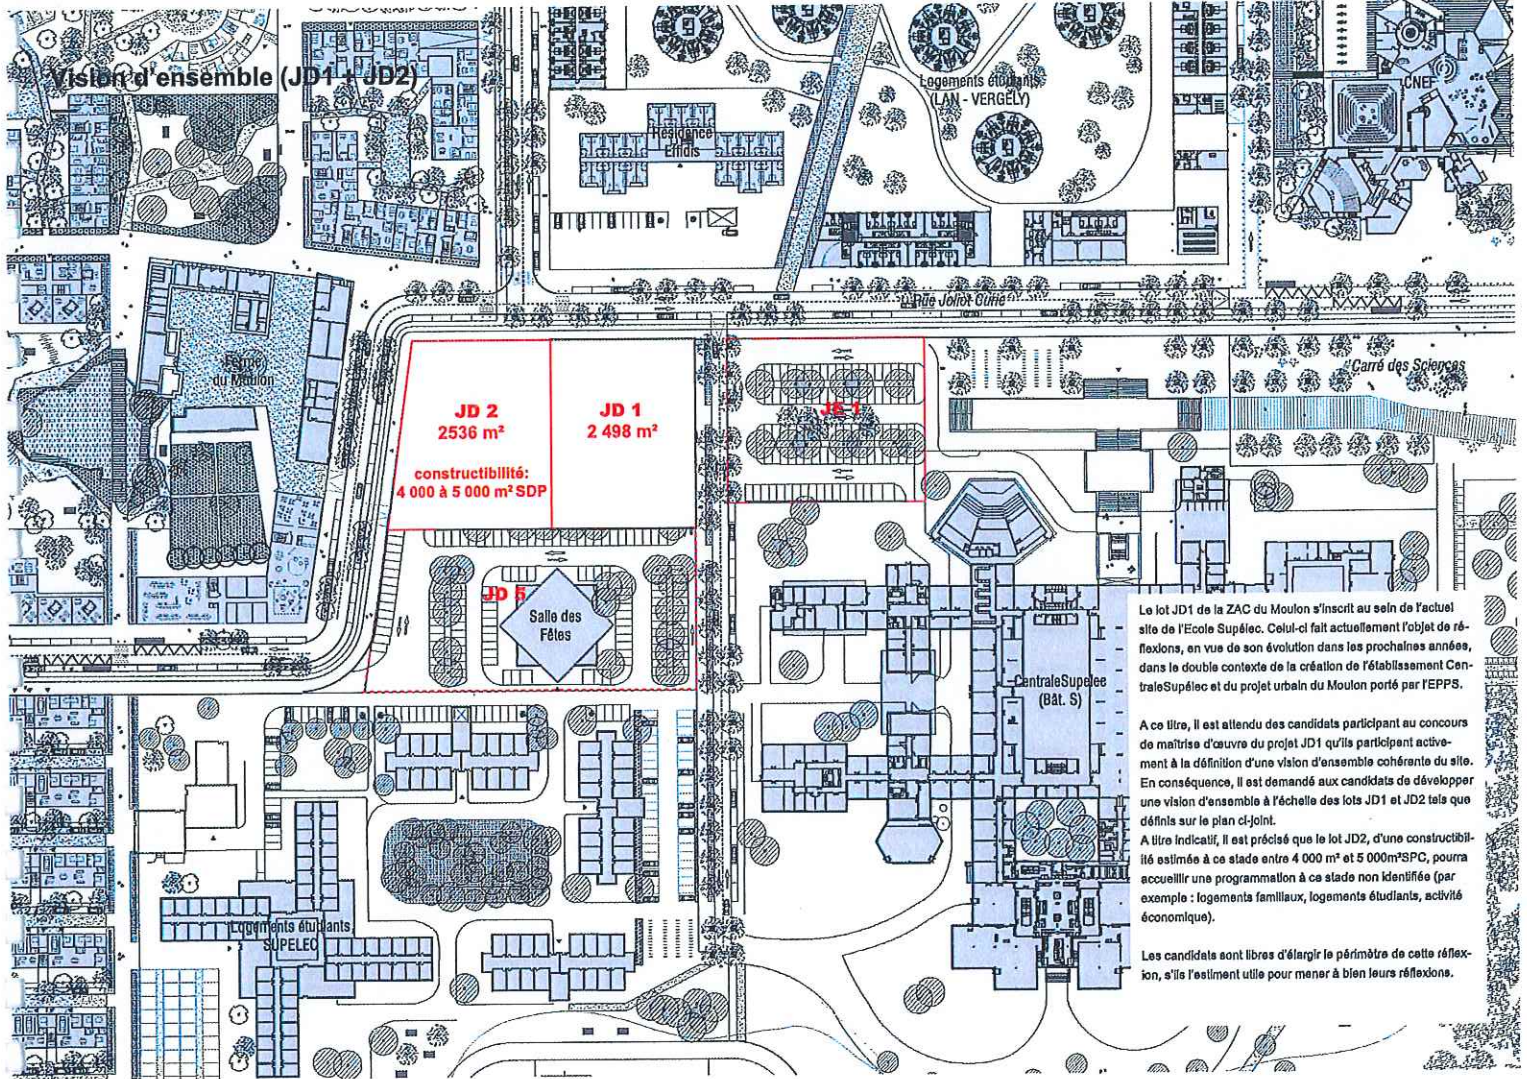 Vision d'ensemble (JD1 + JD2)
Logements étudiants
(LAN - VERGELY)
CNEF
Résidence
Effidis
Rue Joliot Curie
Ferme
du Moulon
Carré des Sciences
JD 2
2536 m²
JD 1
2 498 m²
JE 1
constructibilité:
4 000 à 5 000 m² SDP
JD 5
Salle des
Fêtes
CentraleSupelec
(Bât. S)
Logements étudiants
SUPELEC
Le lot JD1 de la ZAC du Moulon s'inscrit au sein de l'actuel
site de l'Ecole Supélec. Celui-ci fait actuellement l'objet de ré-
flexions, en vue de son évolution dans les prochaines années,
dans le double contexte de la création de l'établissement Cen-
traleSupélec et du projet urbain du Moulon porté par l'EPPS.
A ce titre, il est attendu des candidats participant au concours
de maîtrise d'œuvre du projet JD1 qu'ils participent active-
ment à la définition d'une vision d'ensemble cohérente du site.
En conséquence, il est demandé aux candidats de développer
une vision d'ensemble à l'échelle des lots JD1 et JD2 tels que
définis sur le plan ci-joint.
A titre indicatif, il est précisé que le lot JD2, d'une constructibil-
ité estimée à ce stade entre 4 000 m² et 5 000m²SPC, pourra
accueillir une programmation à ce stade non identifiée (par
exemple : logements familiaux, logements étudiants, activité
économique).
Les candidats sont libres d'élargir le périmètre de cette réflex-
ion, s'ils l'estiment utile pour mener à bien leurs réflexions.